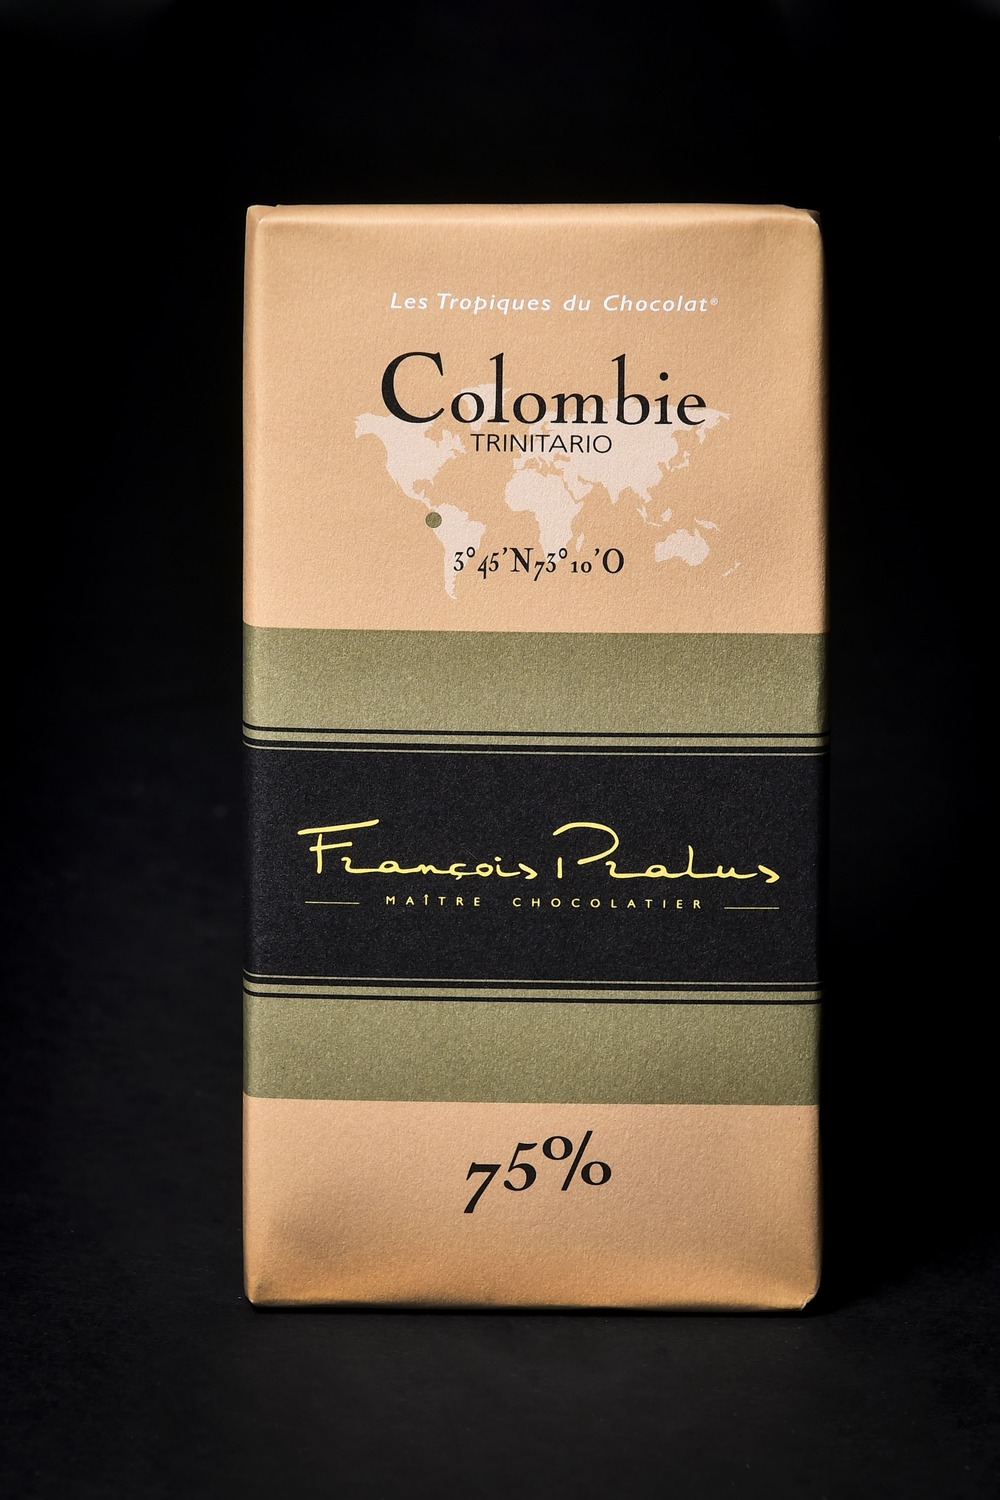 Les Tropiques du Chocolat®
Colombie
TRINITARIO
3°45’N73°10’O
François Pralus
MAÎTRE CHOCOLATIER
75%